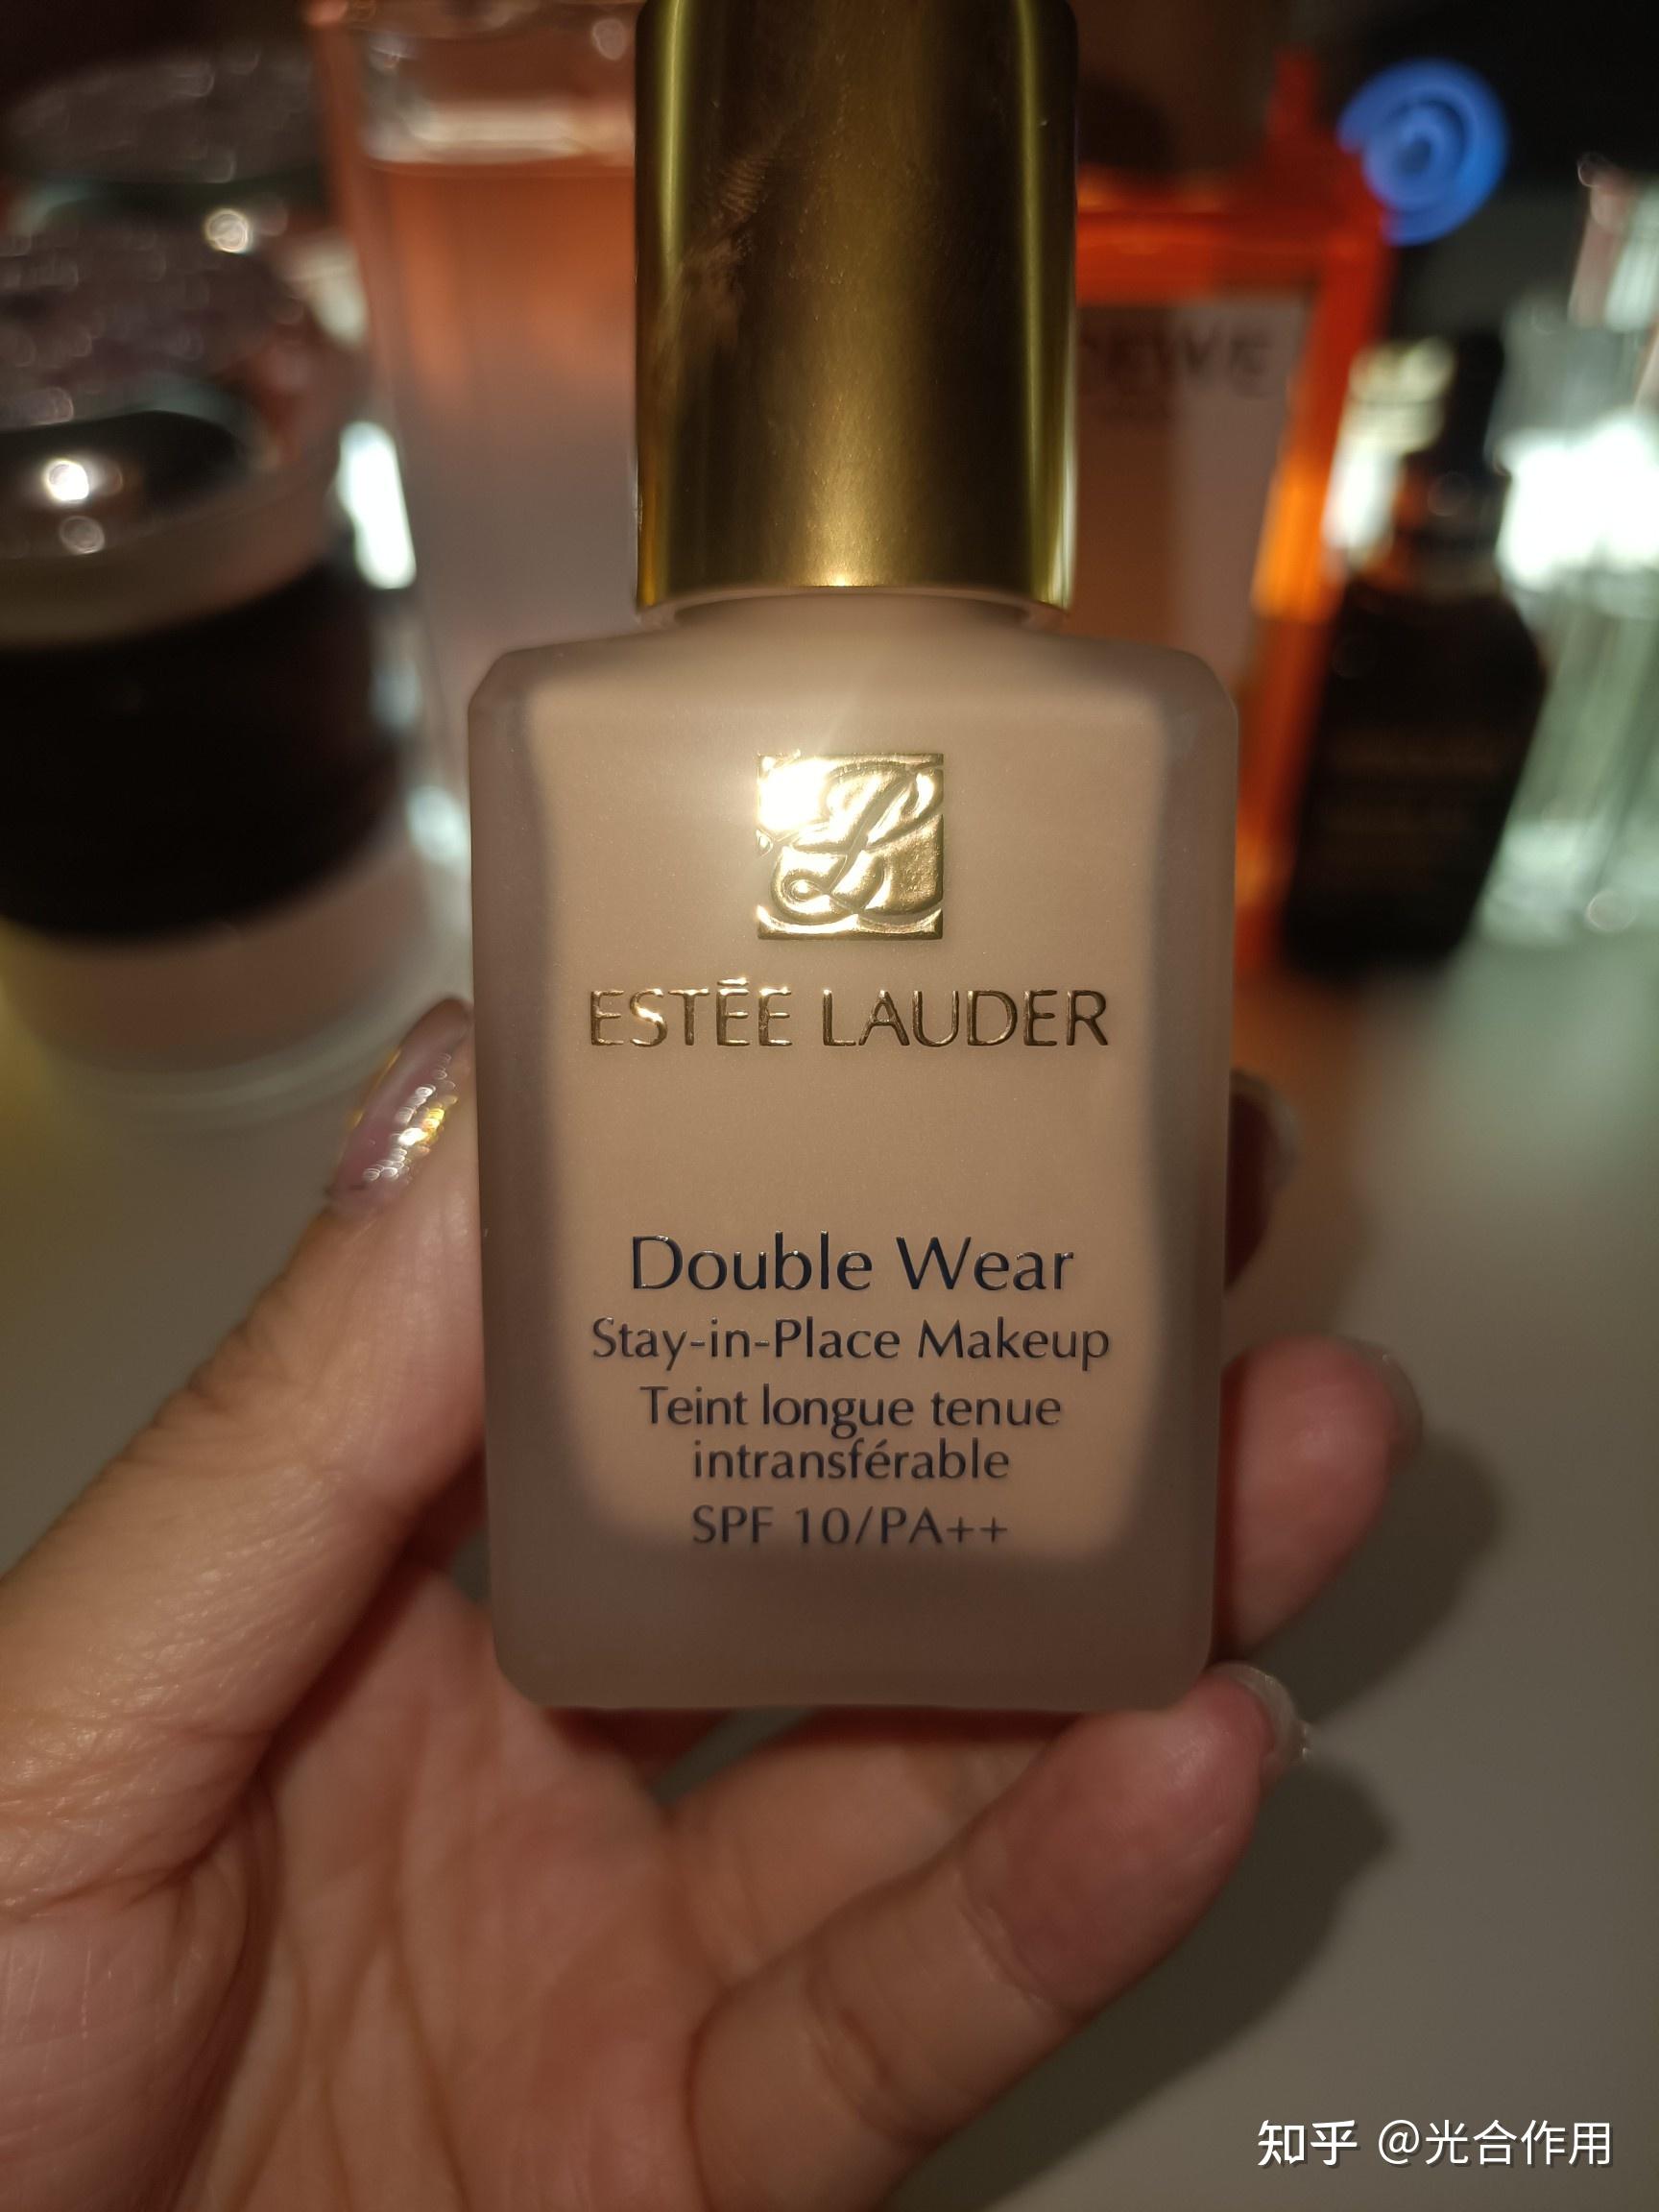 ESTĒE LAUDER
Double Wear
Stay-in-Place Makeup
Teint longue tenue
intransférable
SPF 10/PA++
知乎 @光合作用